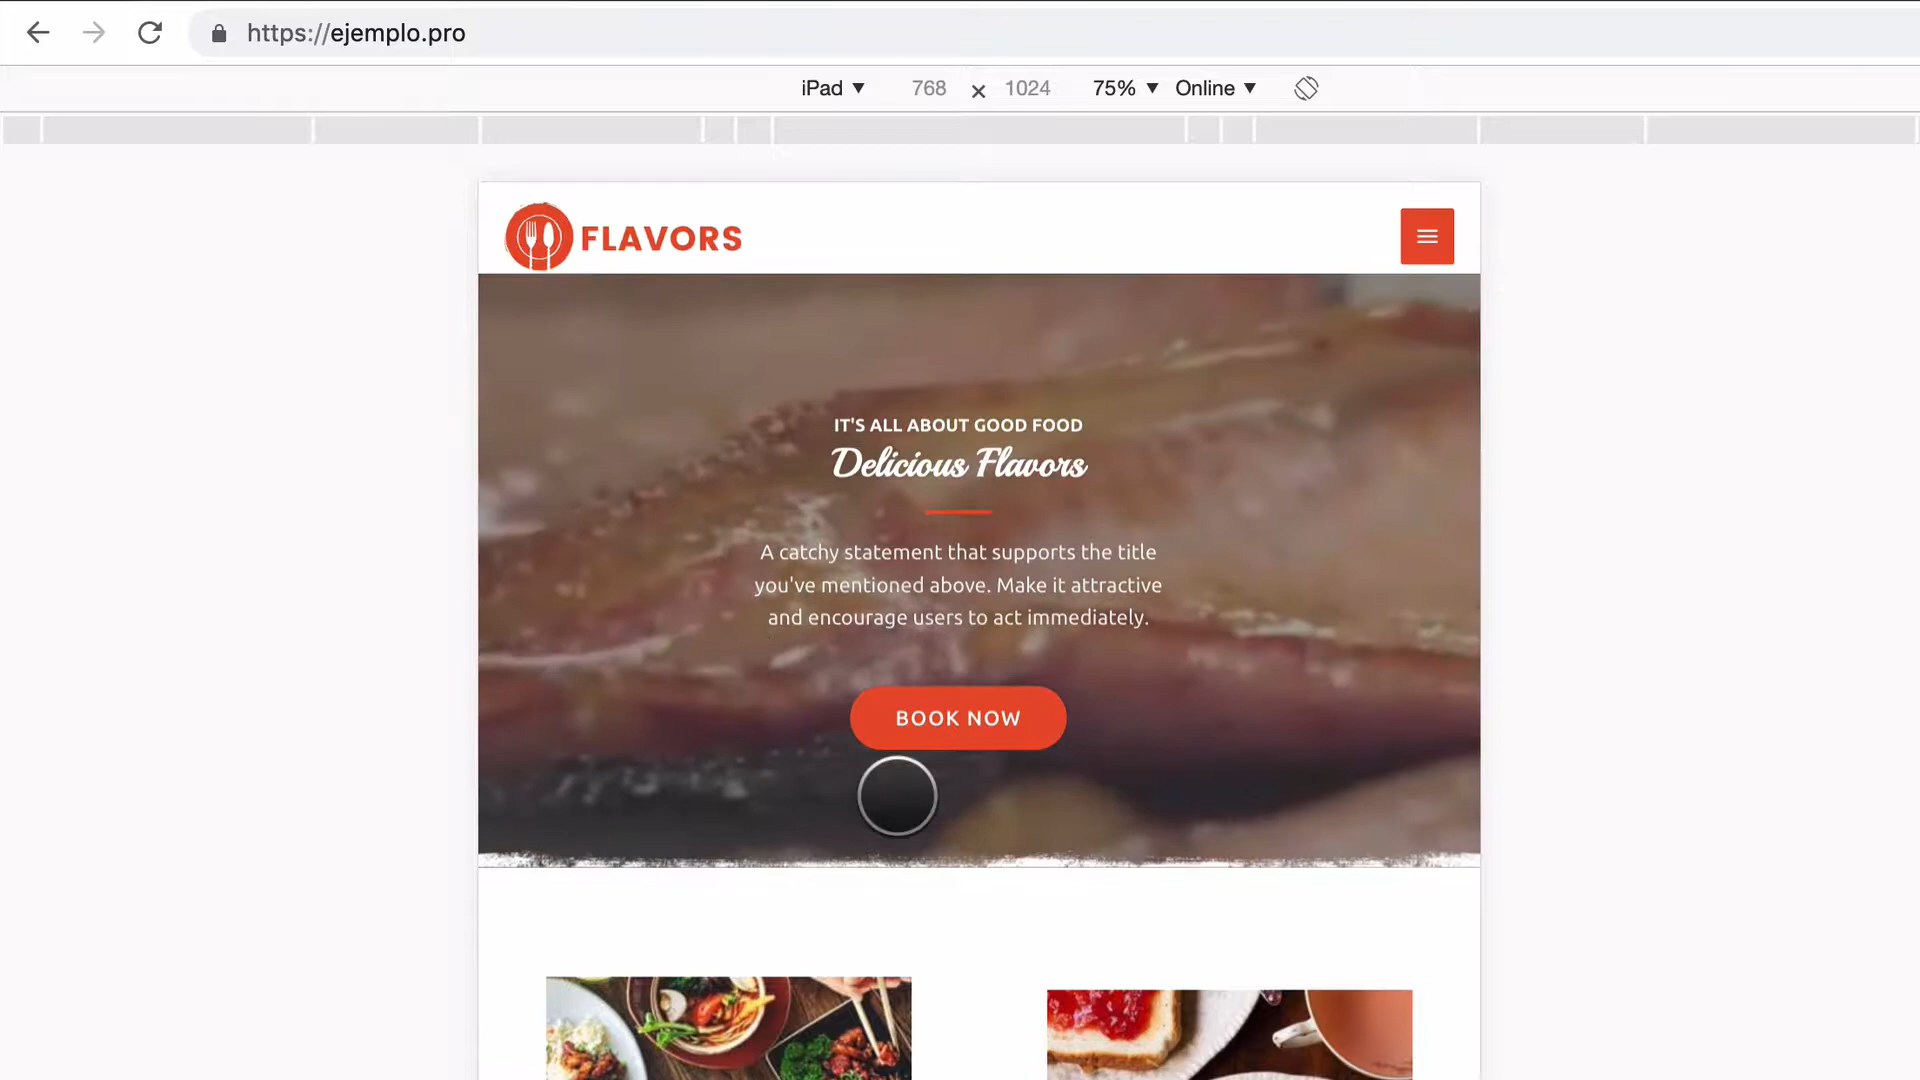 https://ejemplo.pro
iPad ▼ 768 × 1024 75% ▼ Online ▼
FLAVORS
IT'S ALL ABOUT GOOD FOOD
Delicious Flavors
A catchy statement that supports the title
you've mentioned above. Make it attractive
and encourage users to act immediately.
BOOK NOW